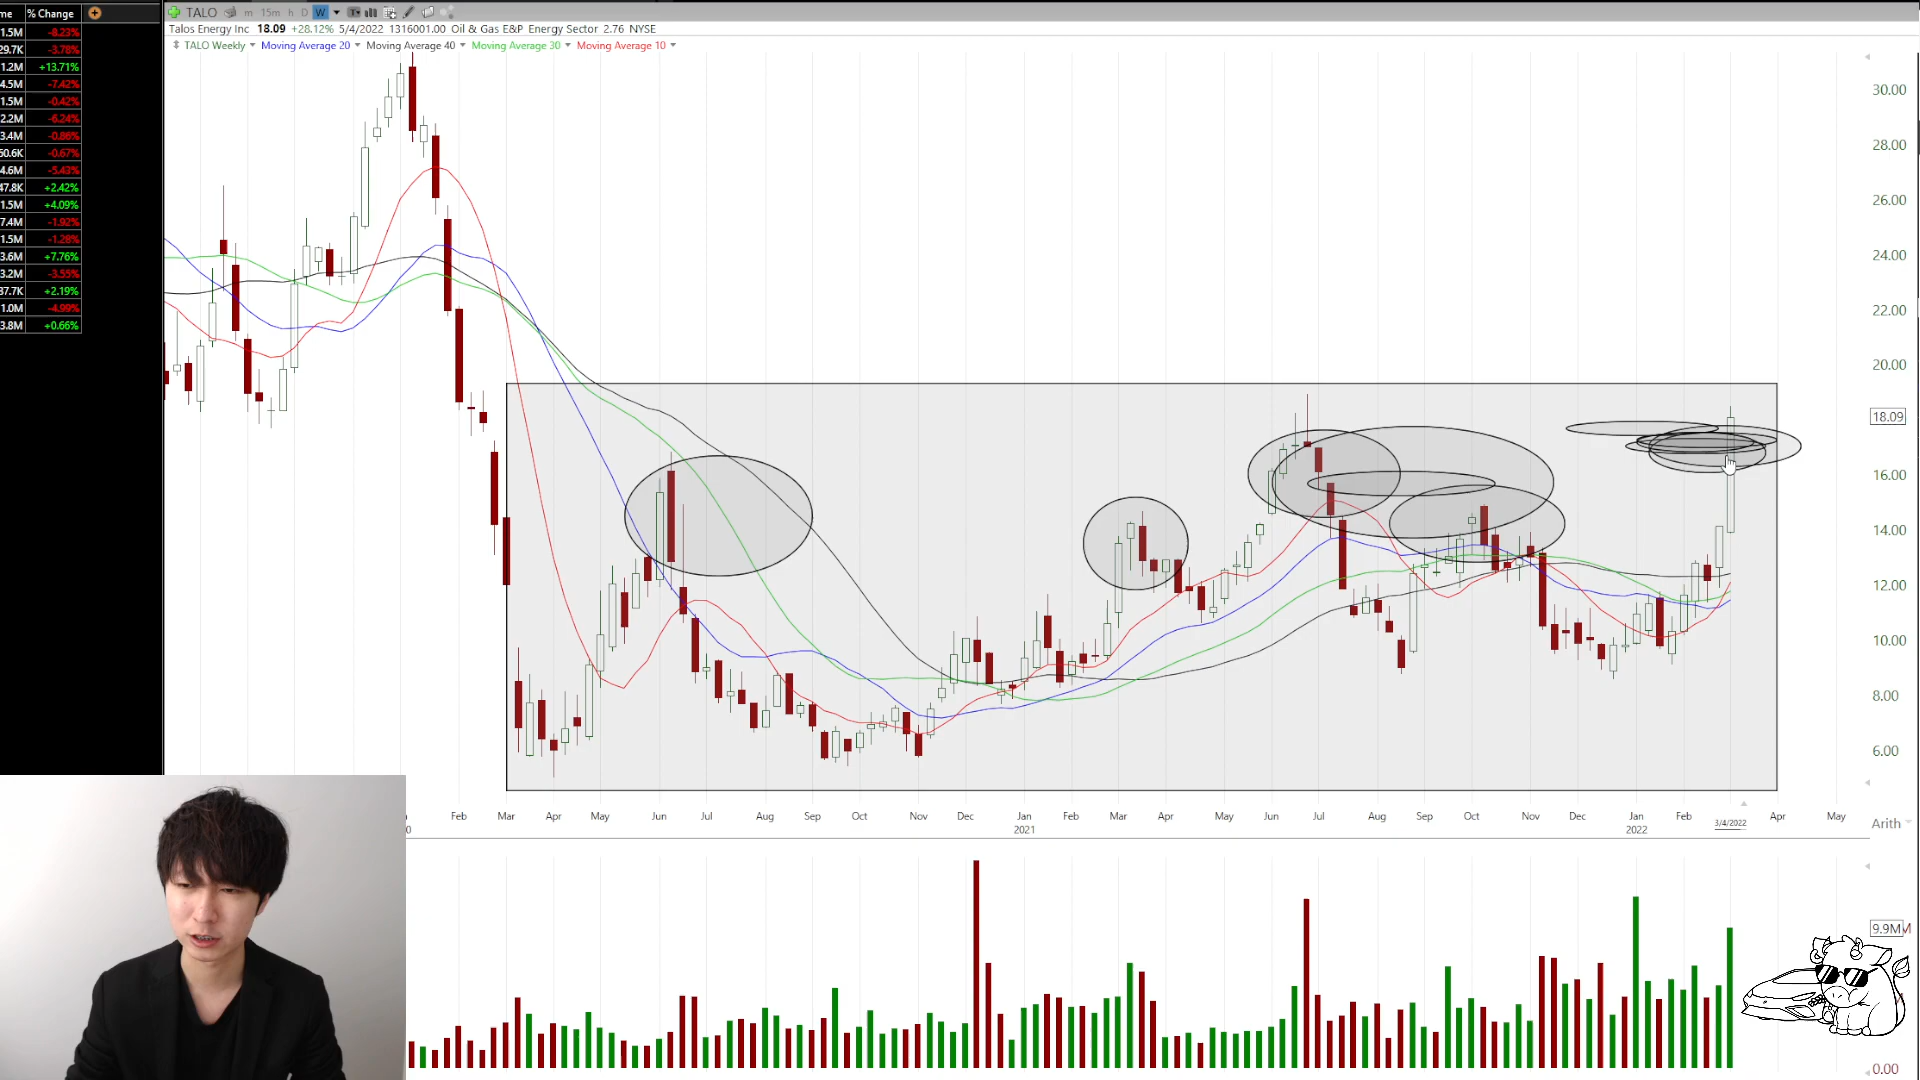 me % Change
1.5M -8.23%
29.7K -3.78%
1.2M +13.71%
4.5M -7.42%
1.5M -0.42%
2.2M -6.24%
3.4M -0.86%
50.6K -0.67%
4.6M -5.43%
47.8K +2.42%
1.5M +4.09%
7.4M -1.92%
1.5M -1.28%
3.6M +7.76%
3.2M -3.55%
37.7K +2.19%
1.0M -4.99%
3.8M +0.66%
TALO m 15m h D W
Talos Energy Inc 18.09 +28.12% 5/4/2022 1316001.00 Oil & Gas E&P Energy Sector 2.76 NYSE
TALO Weekly Moving Average 20 Moving Average 40 Moving Average 30 Moving Average 10
30.00
28.00
26.00
24.00
22.00
20.00
18.09
16.00
14.00
12.00
10.00
8.00
6.00
Feb Mar Apr May Jun Jul Aug Sep Oct Nov Dec Jan Feb Mar Apr May Jun Jul Aug Sep Oct Nov Dec Jan Feb 3/4/2022 Apr May
2021 2022
Arith
9.9M
0.00